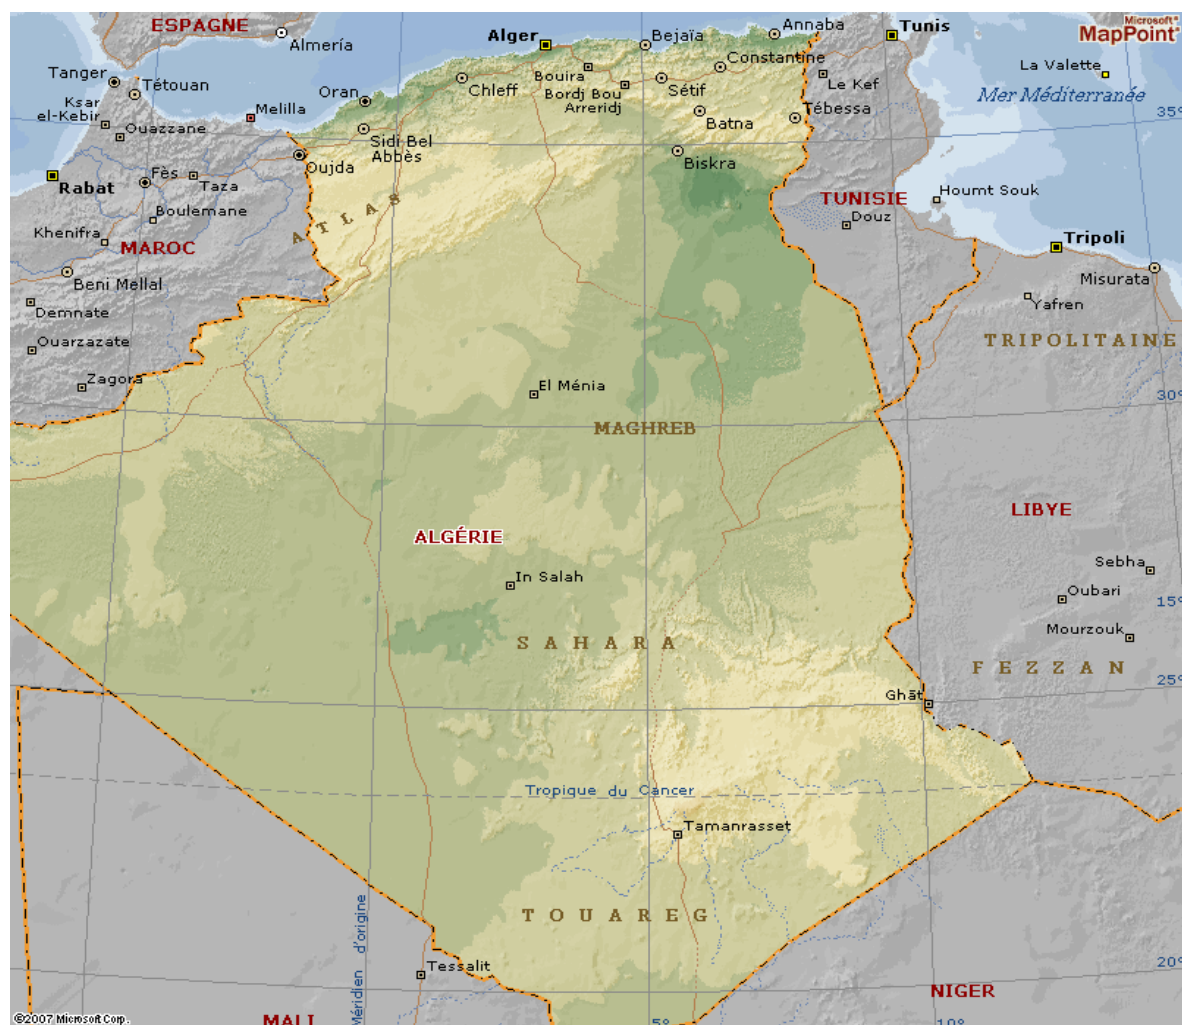 ESPAGNE
Almería
Alger
Bejaïa
Annaba
Tunis
Microsoft®
MapPoint®
Tanger
Tétouan
Ksar
el-Kebir
Ouazzane
Melilla
Oran
Chleff
Bouira
Bordj Bou
Arreridj
Sétif
Constantine
Le Kef
La Valette
Mer Méditerranée
35°
Rabat
Fès
Taza
Oujda
Sidi Bel
Abbès
Batna
Tébessa
Biskra
TUNISIE
Houmt Souk
Douz
Boulemane
Khenifra
MAROC
ATLAS
Tripoli
Beni Mellal
Misurata
Demnate
Yafren
Ouarzazate
TRIPOLITAINE
Zagora
El Ménia
30°
MAGHREB
ALGÉRIE
LIBYE
In Salah
Sebha
Oubari
15°
Mourzouk
SAHARA
FEZZAN
25°
Ghāt
Tropique du Cancer
Tamanrasset
TOUAREG
Méridien d'origine
Tessalit
20°
NIGER
©2007 Microsoft Corp.
MALI
5°
10°